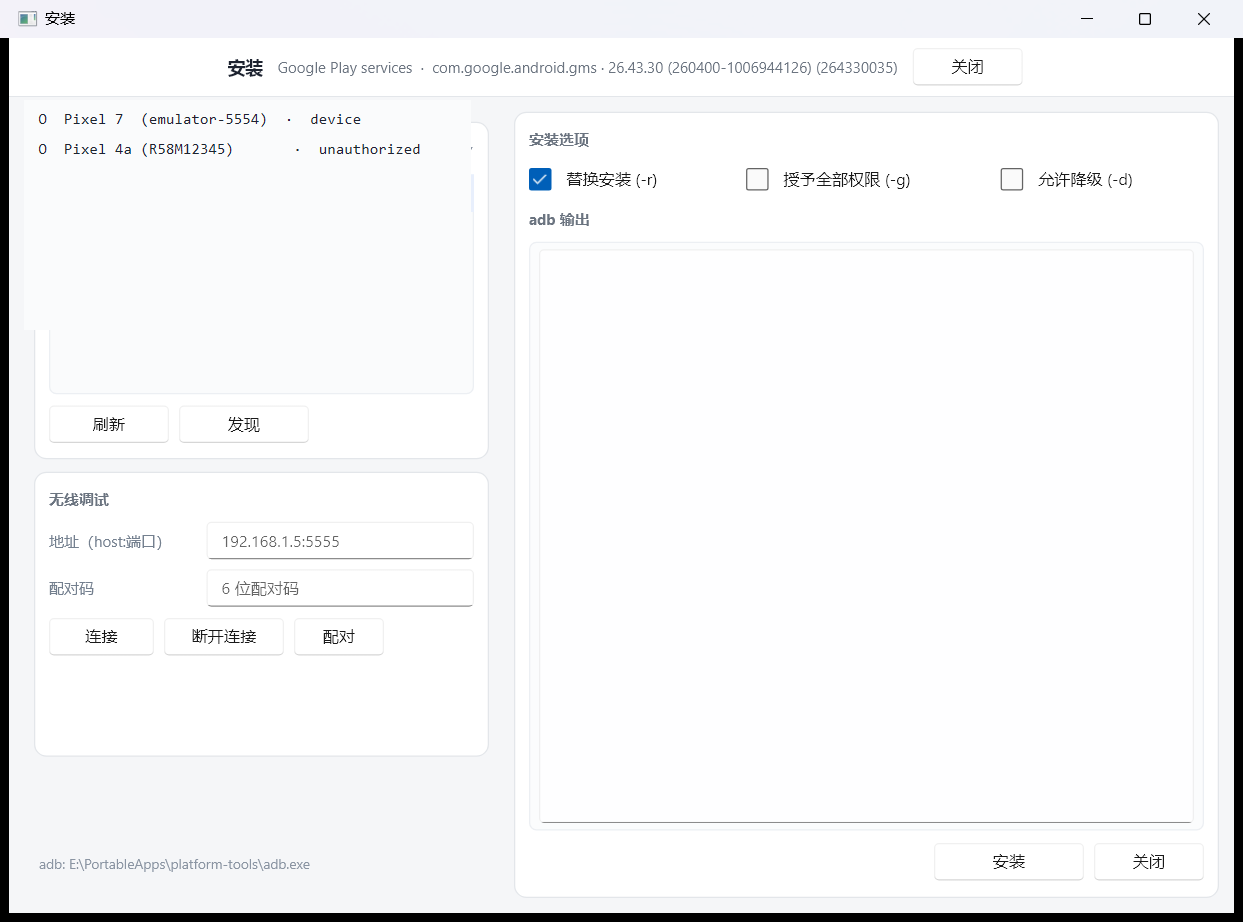 安装
安装 Google Play services · com.google.android.gms · 26.43.30 (260400-1006944126) (264330035) 关闭
O Pixel 7 (emulator-5554) · device
O Pixel 4a (R58M12345) · unauthorized
刷新 发现
无线调试
地址（host:端口） 192.168.1.5:5555
配对码 6 位配对码
连接 断开连接 配对
adb: E:\PortableApps\platform-tools\adb.exe
安装选项
替换安装 (-r) 授予全部权限 (-g) 允许降级 (-d)
adb 输出
安装 关闭